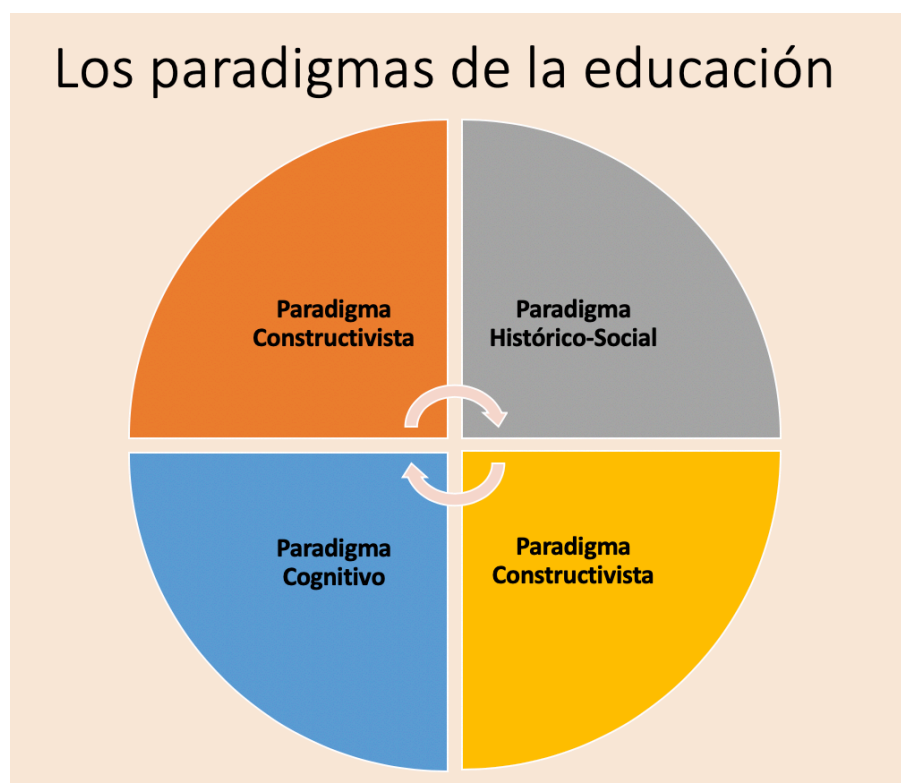 Los paradigmas de la educación
Paradigma
Constructivista
Paradigma
Histórico-Social
Paradigma
Cognitivo
Paradigma
Constructivista